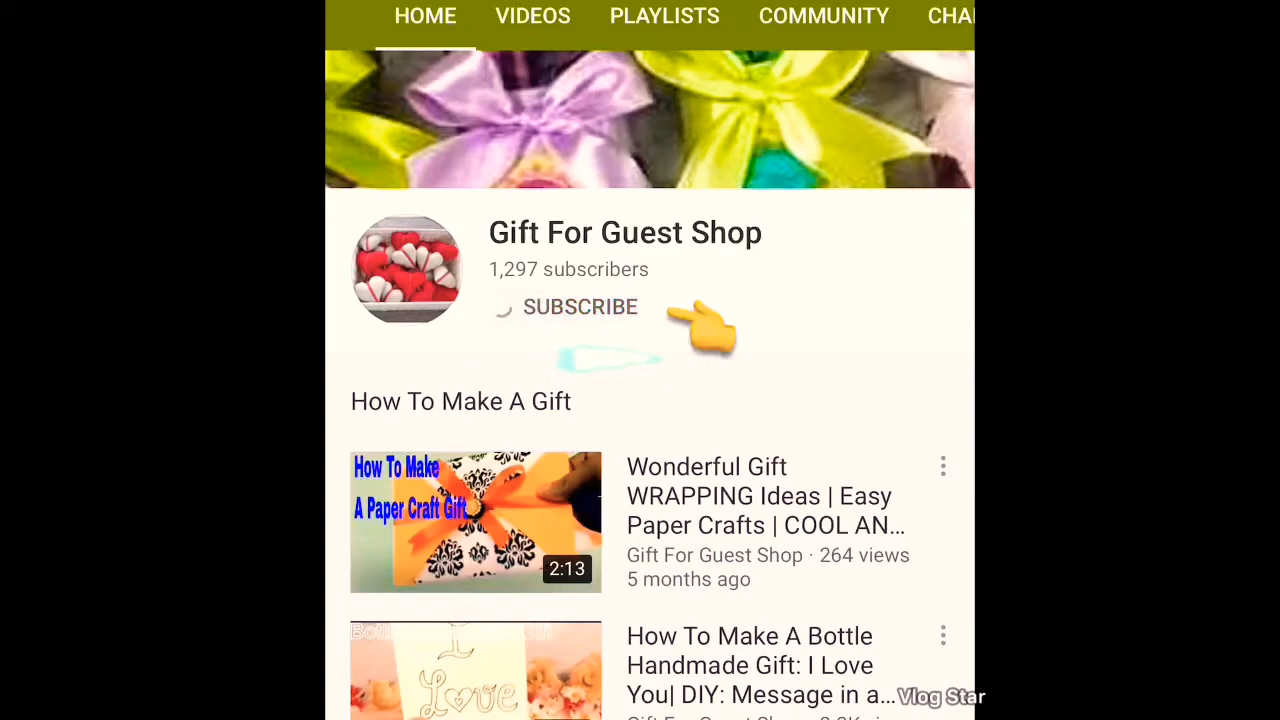 HOME VIDEOS PLAYLISTS COMMUNITY CHA
Gift For Guest Shop
1,297 subscribers
SUBSCRIBE
How To Make A Gift
How To Make
A Paper Craft Gift
2:13
Wonderful Gift
WRAPPING Ideas | Easy
Paper Crafts | COOL AN...
Gift For Guest Shop · 264 views
5 months ago
I
Love
How To Make A Bottle
Handmade Gift: I Love
You| DIY: Message in a...
Vlog Star